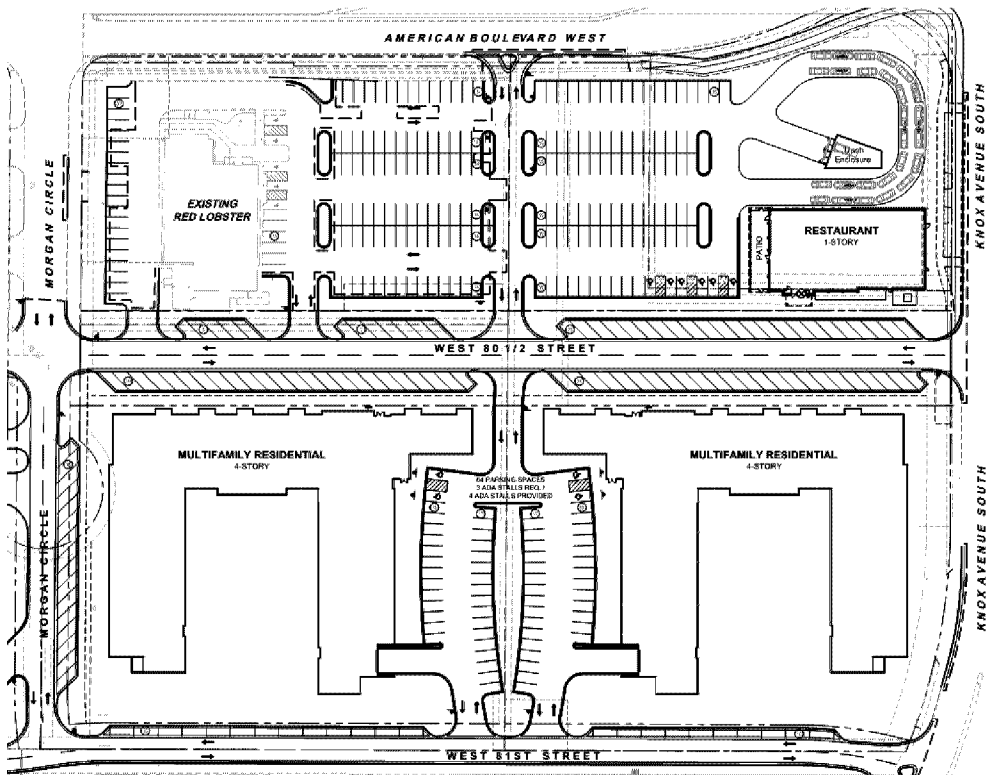 AMERICAN BOULEVARD WEST
MORGAN CIRCLE
EXISTING
RED LOBSTER
Trash
Enclosure
KNOX AVENUE SOUTH
PATIO
RESTAURANT
1-STORY
WEST 80 1/2 STREET
MULTIFAMILY RESIDENTIAL
4-STORY
64 PARKING SPACES
3 ADA STALLS REQ.
4 ADA STALLS PROVIDED
MULTIFAMILY RESIDENTIAL
4-STORY
MORGAN CIRCLE
KNOX AVENUE SOUTH
WEST 81ST STREET